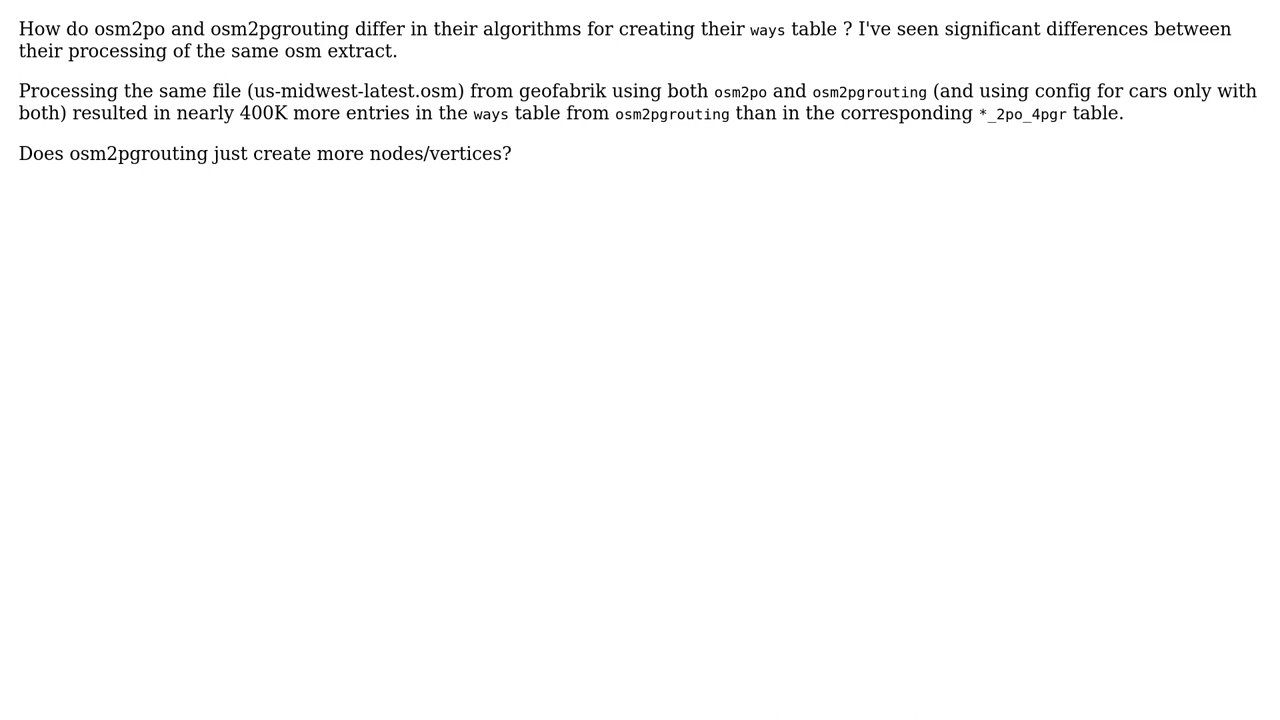 How do osm2po and osm2pgrouting differ in their algorithms for creating their ways table ? I've seen significant differences between
their processing of the same osm extract.
Processing the same file (us-midwest-latest.osm) from geofabrik using both osm2po and osm2pgrouting (and using config for cars only with
both) resulted in nearly 400K more entries in the ways table from osm2pgrouting than in the corresponding *_2po_4pgr table.
Does osm2pgrouting just create more nodes/vertices?